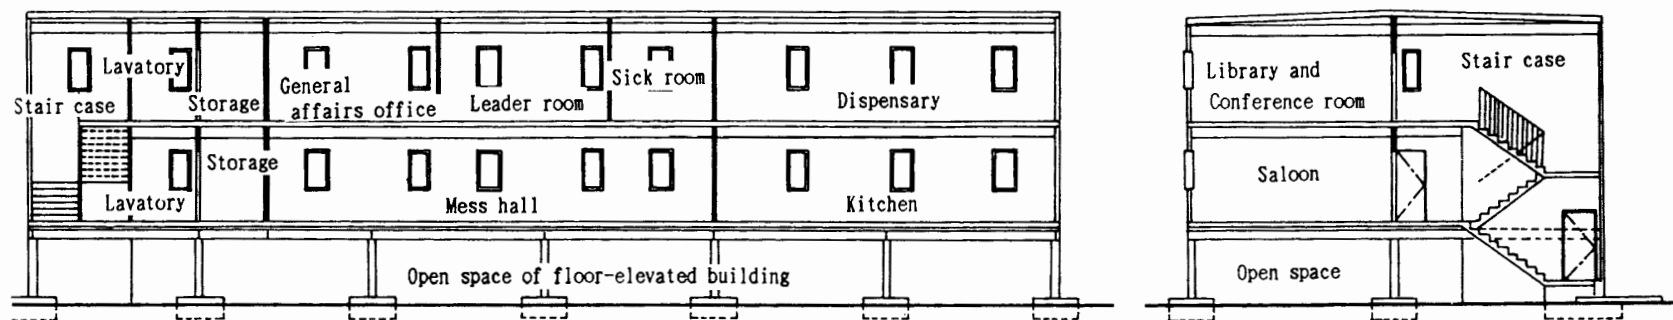 Lavatory
Stair case
Storage
General
affairs office
Leader room
Sick room
Dispensary
Storage
Lavatory
Mess hall
Kitchen
Open space of floor-elevated building
Library and
Conference room
Stair case
Saloon
Open space